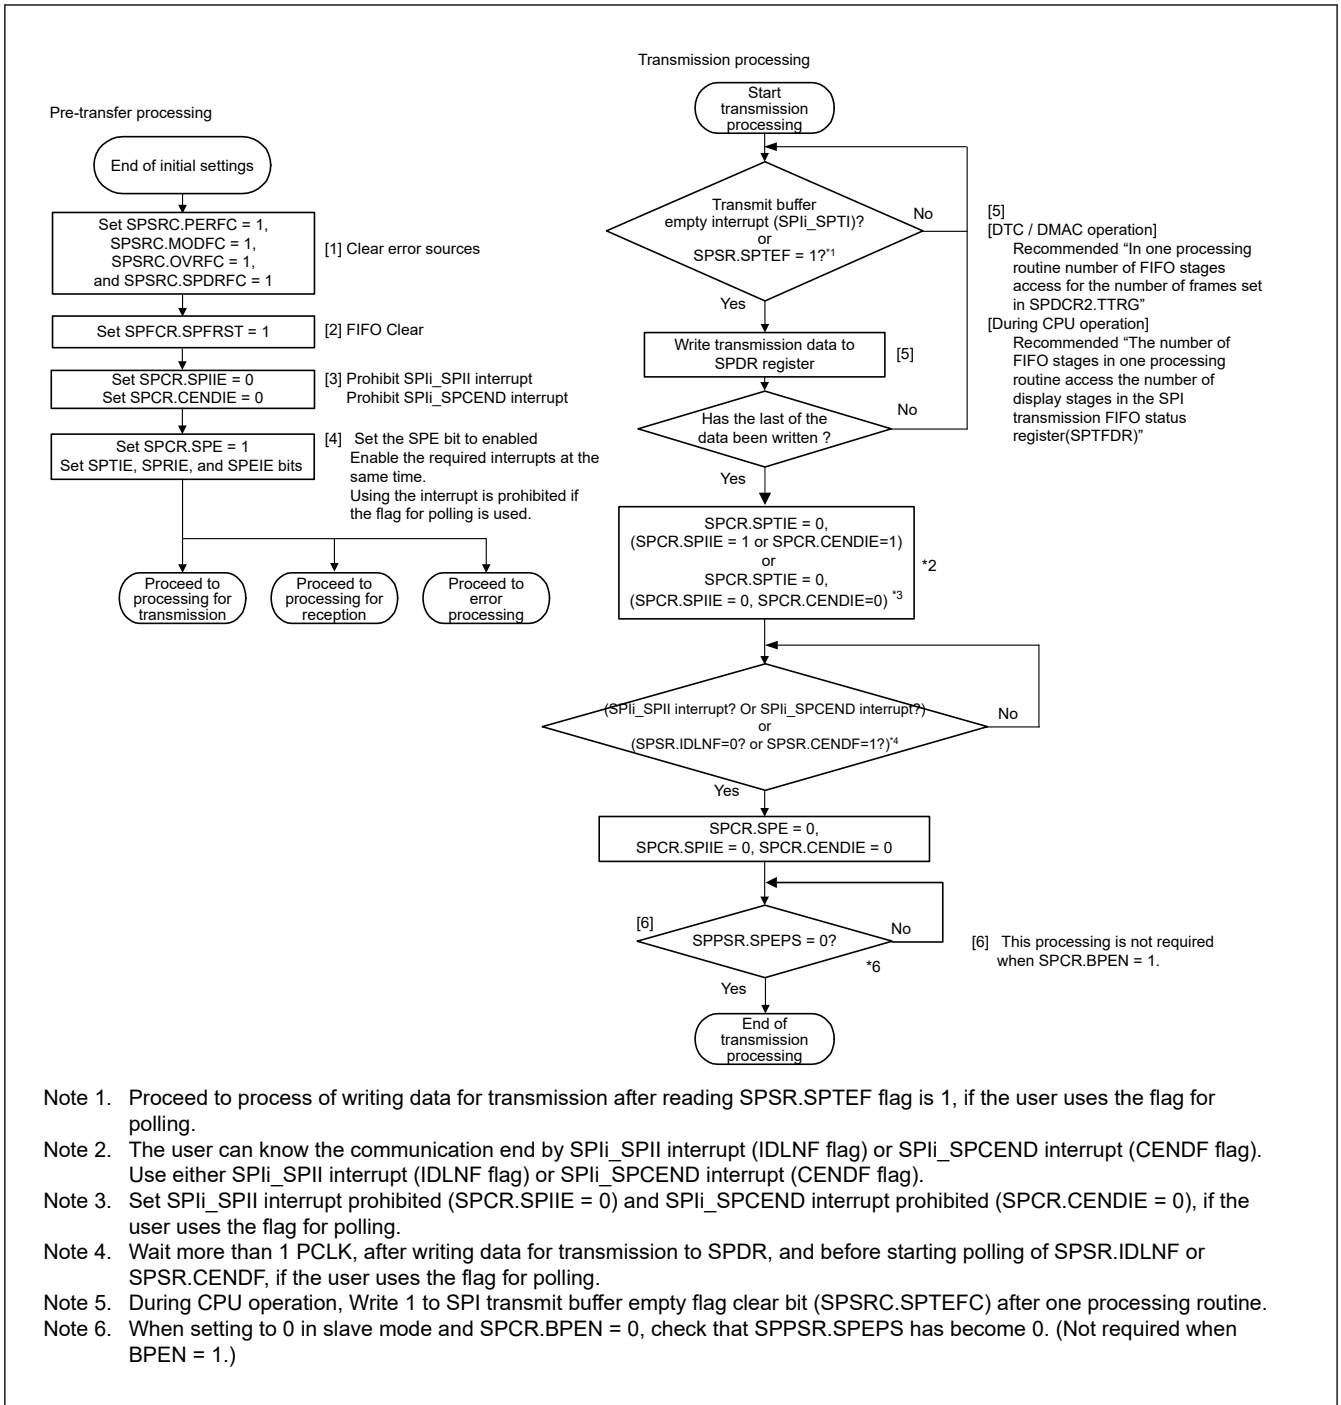 Pre-transfer processing
End of initial settings
Set SPSRC.PERFC = 1,
SPSRC.MODFC = 1,
SPSRC.OVRFC = 1,
and SPSRC.SPDRFC = 1
[1] Clear error sources
Set SPFCR.SPFRST = 1
[2] FIFO Clear
Set SPCR.SPIIE = 0
Set SPCR.CENDIE = 0
[3] Prohibit SPIi_SPII interrupt
Prohibit SPIi_SPCEND interrupt
Set SPCR.SPE = 1
Set SPTIE, SPRIE, and SPEIE bits
[4] Set the SPE bit to enabled
Enable the required interrupts at the
same time.
Using the interrupt is prohibited if
the flag for polling is used.
Proceed to
processing for
transmission
Proceed to
processing for
reception
Proceed to
error
processing
Transmission processing
Start
transmission
processing
Transmit buffer
empty interrupt (SPIi_SPTI)?
or
SPSR.SPTEF = 1?*1
No
Yes
Write transmission data to
SPDR register
[5]
Has the last of the
data been written ?
No
Yes
[5]
[DTC / DMAC operation]
Recommended “In one processing
routine number of FIFO stages
access for the number of frames set
in SPDCR2.TTRG”
[During CPU operation]
Recommended “The number of
FIFO stages in one processing
routine access the number of
display stages in the SPI
transmission FIFO status
register(SPTFDR)”
SPCR.SPTIE = 0,
(SPCR.SPIIE = 1 or SPCR.CENDIE=1)
or
SPCR.SPTIE = 0,
(SPCR.SPIIE = 0, SPCR.CENDIE=0) *3
*2
(SPIi_SPII interrupt? Or SPIi_SPCEND interrupt?)
or
(SPSR.IDLNF=0? or SPSR.CENDF=1?)*4
No
Yes
SPCR.SPE = 0,
SPCR.SPIIE = 0, SPCR.CENDIE = 0
[6]
SPPSR.SPEPS = 0?
No
*6
Yes
[6] This processing is not required
when SPCR.BPEN = 1.
End of
transmission
processing
Note 1. Proceed to process of writing data for transmission after reading SPSR.SPTEF flag is 1, if the user uses the flag for
polling.
Note 2. The user can know the communication end by SPIi_SPII interrupt (IDLNF flag) or SPIi_SPCEND interrupt (CENDF flag).
Use either SPIi_SPII interrupt (IDLNF flag) or SPIi_SPCEND interrupt (CENDF flag).
Note 3. Set SPIi_SPII interrupt prohibited (SPCR.SPIIE = 0) and SPIi_SPCEND interrupt prohibited (SPCR.CENDIE = 0), if the
user uses the flag for polling.
Note 4. Wait more than 1 PCLK, after writing data for transmission to SPDR, and before starting polling of SPSR.IDLNF or
SPSR.CENDF, if the user uses the flag for polling.
Note 5. During CPU operation, Write 1 to SPI transmit buffer empty flag clear bit (SPSRC.SPTEFC) after one processing routine.
Note 6. When setting to 0 in slave mode and SPCR.BPEN = 0, check that SPPSR.SPEPS has become 0. (Not required when
BPEN = 1.)